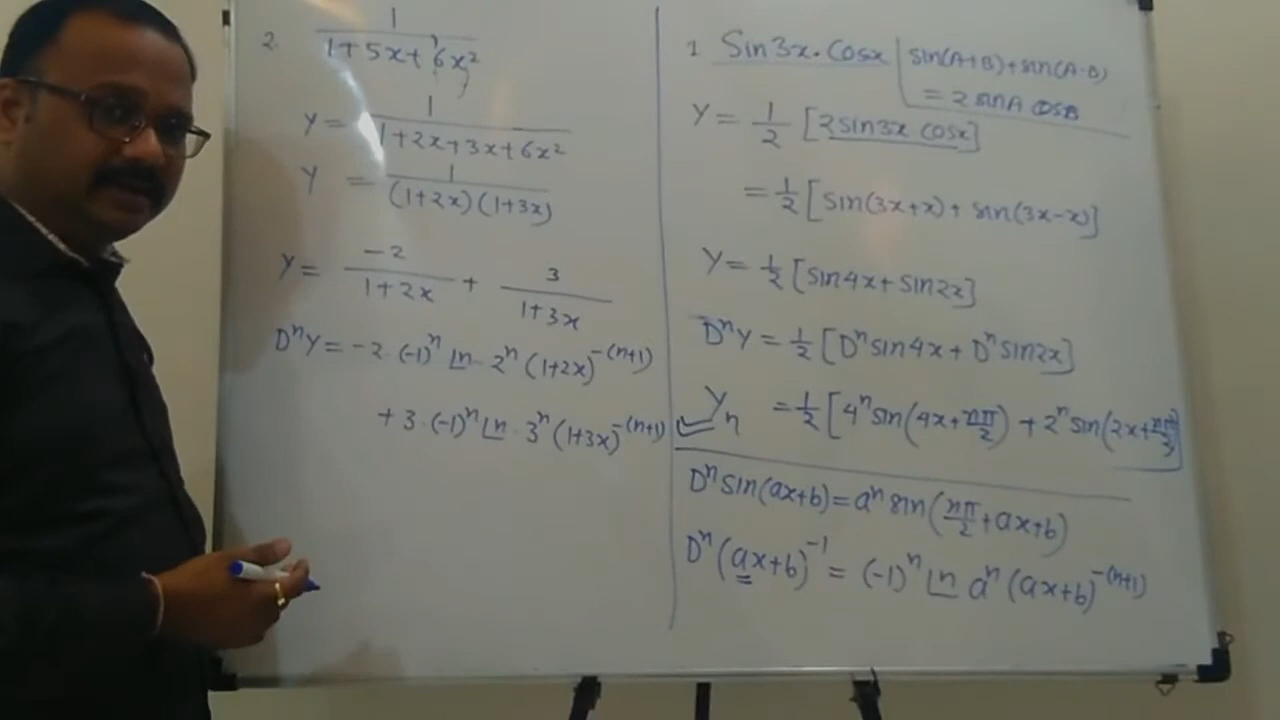 2. 1/(1+5x+6x²)
Y = 1/(1+2x+3x+6x²)
Y = 1/((1+2x)(1+3x))
Y = -2/(1+2x) + 3/(1+3x)
DⁿY = -2·(-1)ⁿ ⌊n 2ⁿ (1+2x)^-(n+1)
+ 3·(-1)ⁿ ⌊n · 3ⁿ (1+3x)^-(n+1)
1 Sin3x·Cosx
sin(A+B)+sin(A-B)
= 2 sinA cosB
Y = 1/2 [2sin3x cosx]
= 1/2 [sin(3x+x) + sin(3x-x)]
Y = 1/2 [sin4x + sin2x]
DⁿY = 1/2 [Dⁿsin4x + Dⁿsin2x]
Yₙ = 1/2 [4ⁿ sin(4x+nπ/2) + 2ⁿ sin(2x+nπ/2)]
Dⁿ sin(ax+b) = aⁿ sin(nπ/2 + ax+b)
Dⁿ (ax+b)⁻¹ = (-1)ⁿ ⌊n aⁿ (ax+b)^-(n+1)